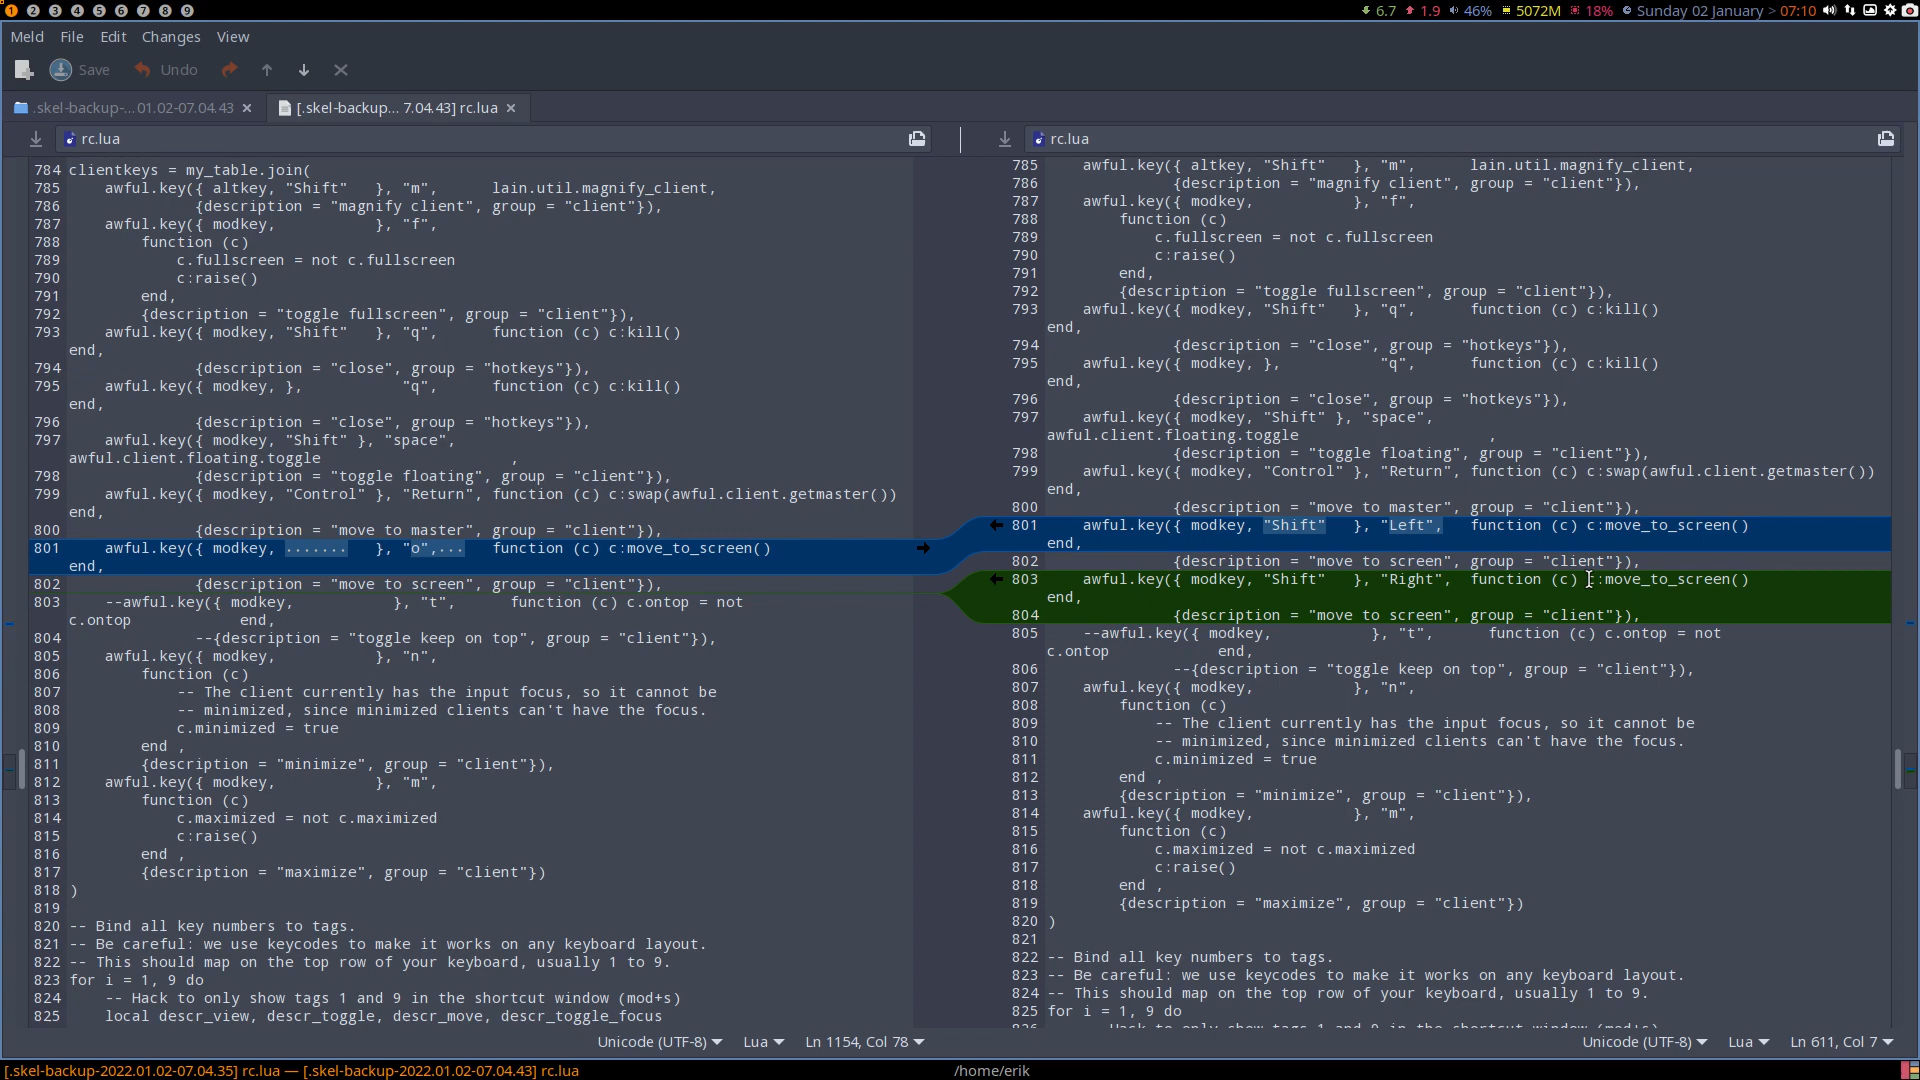 1 2 3 4 5 6 7 8 9 6.7 1.9 46% 5072M 18% Sunday 02 January > 07:10
Meld File Edit Changes View
Save Undo
.skel-backup-... 01.02-07.04.43 [.skel-backup... 7.04.43] rc.lua
rc.lua
784 clientkeys = my_table.join(
785     awful.key({ altkey, "Shift"   }, "m",      lain.util.magnify_client,
786               {description = "magnify client", group = "client"}),
787     awful.key({ modkey,           }, "f",
788         function (c)
789             c.fullscreen = not c.fullscreen
790             c:raise()
791         end,
792         {description = "toggle fullscreen", group = "client"}),
793     awful.key({ modkey, "Shift"   }, "q",      function (c) c:kill()
end,
794               {description = "close", group = "hotkeys"}),
795     awful.key({ modkey, },           "q",      function (c) c:kill()
end,
796               {description = "close", group = "hotkeys"}),
797     awful.key({ modkey, "Shift" }, "space",
awful.client.floating.toggle                     ,
798               {description = "toggle floating", group = "client"}),
799     awful.key({ modkey, "Control" }, "Return", function (c) c:swap(awful.client.getmaster())
end,
800               {description = "move to master", group = "client"}),
801     awful.key({ modkey, .......   }, "o",...   function (c) c:move_to_screen()
end,
802               {description = "move to screen", group = "client"}),
803     --awful.key({ modkey,           }, "t",      function (c) c.ontop = not
c.ontop            end,
804               --{description = "toggle keep on top", group = "client"}),
805     awful.key({ modkey,           }, "n",
806         function (c)
807             -- The client currently has the input focus, so it cannot be
808             -- minimized, since minimized clients can't have the focus.
809             c.minimized = true
810         end ,
811         {description = "minimize", group = "client"}),
812     awful.key({ modkey,           }, "m",
813         function (c)
814             c.maximized = not c.maximized
815             c:raise()
816         end ,
817         {description = "maximize", group = "client"})
818 )
819
820 -- Bind all key numbers to tags.
821 -- Be careful: we use keycodes to make it works on any keyboard layout.
822 -- This should map on the top row of your keyboard, usually 1 to 9.
823 for i = 1, 9 do
824     -- Hack to only show tags 1 and 9 in the shortcut window (mod+s)
825     local descr_view, descr_toggle, descr_move, descr_toggle_focus
Unicode (UTF-8) Lua Ln 1154, Col 78
rc.lua
785     awful.key({ altkey, "Shift"   }, "m",      lain.util.magnify_client,
786               {description = "magnify client", group = "client"}),
787     awful.key({ modkey,           }, "f",
788         function (c)
789             c.fullscreen = not c.fullscreen
790             c:raise()
791         end,
792         {description = "toggle fullscreen", group = "client"}),
793     awful.key({ modkey, "Shift"   }, "q",      function (c) c:kill()
end,
794               {description = "close", group = "hotkeys"}),
795     awful.key({ modkey, },           "q",      function (c) c:kill()
end,
796               {description = "close", group = "hotkeys"}),
797     awful.key({ modkey, "Shift" }, "space",
awful.client.floating.toggle                     ,
798               {description = "toggle floating", group = "client"}),
799     awful.key({ modkey, "Control" }, "Return", function (c) c:swap(awful.client.getmaster())
end,
800               {description = "move to master", group = "client"}),
801     awful.key({ modkey, "Shift"   }, "Left",   function (c) c:move_to_screen()
end,
802               {description = "move to screen", group = "client"}),
803     awful.key({ modkey, "Shift"   }, "Right",  function (c) c:move_to_screen()
end,
804               {description = "move to screen", group = "client"}),
805     --awful.key({ modkey,           }, "t",      function (c) c.ontop = not
c.ontop            end,
806               --{description = "toggle keep on top", group = "client"}),
807     awful.key({ modkey,           }, "n",
808         function (c)
809             -- The client currently has the input focus, so it cannot be
810             -- minimized, since minimized clients can't have the focus.
811             c.minimized = true
812         end ,
813         {description = "minimize", group = "client"}),
814     awful.key({ modkey,           }, "m",
815         function (c)
816             c.maximized = not c.maximized
817             c:raise()
818         end ,
819         {description = "maximize", group = "client"})
820 )
821
822 -- Bind all key numbers to tags.
823 -- Be careful: we use keycodes to make it works on any keyboard layout.
824 -- This should map on the top row of your keyboard, usually 1 to 9.
825 for i = 1, 9 do
826     -- Hack to only show tags 1 and 9 in the shortcut window (mod+s)
Unicode (UTF-8) Lua Ln 611, Col 7
[.skel-backup-2022.01.02-07.04.35] rc.lua — [.skel-backup-2022.01.02-07.04.43] rc.lua /home/erik